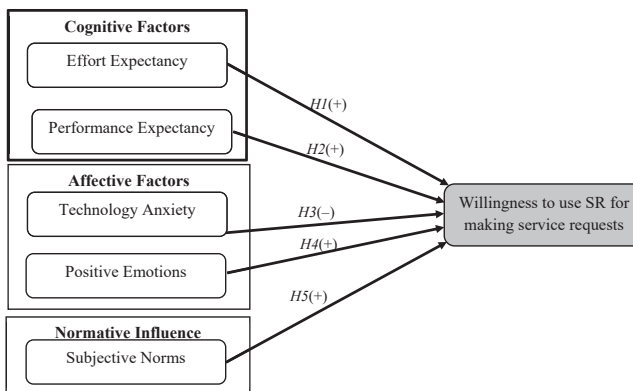 Cognitive Factors
Effort Expectancy
H1(+)
Performance Expectancy
H2(+)
Affective Factors
Technology Anxiety
H3(–)
Positive Emotions
H4(+)
Willingness to use SR for
making service requests
H5(+)
Normative Influence
Subjective Norms